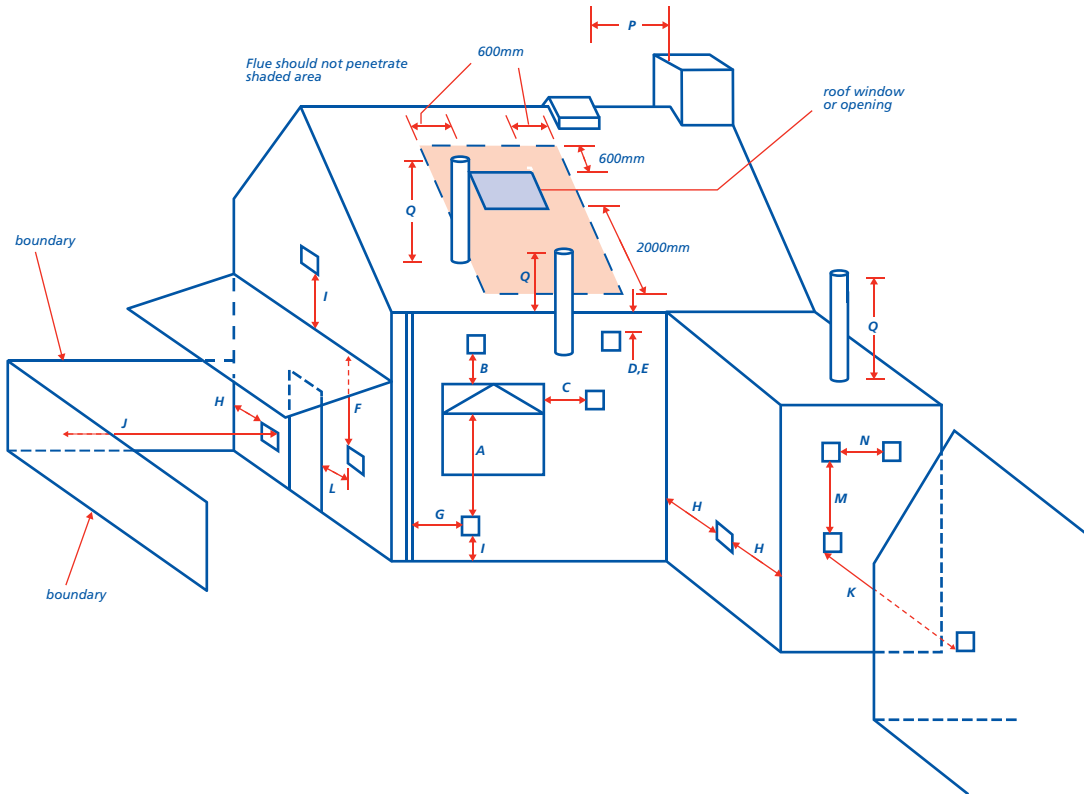 P
600mm
Flue should not penetrate
shaded area
roof window
or opening
600mm
Q
boundary
2000mm
Q
I
Q
D,E
B
C
H
F
J
A
N
L
M
G
H
I
H
K
boundary